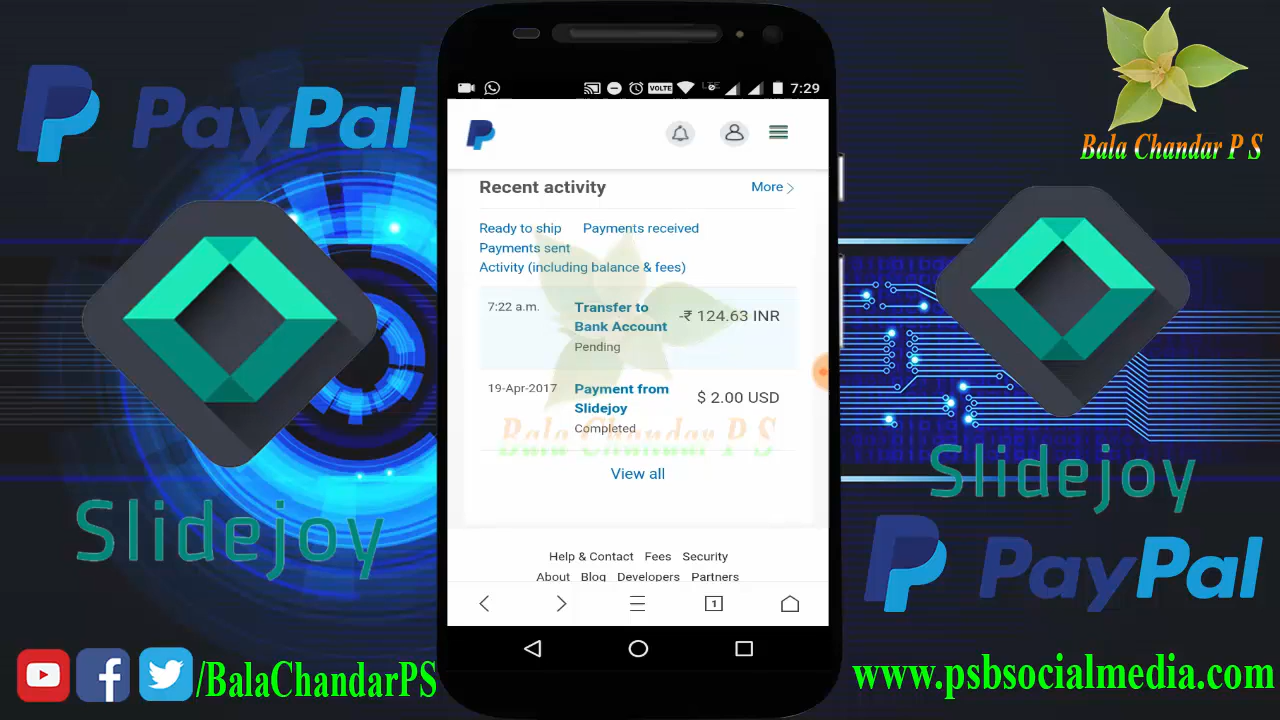 PayPal
Slidejoy
/BalaChandarPS
VOLTE
LTE
7:29
Recent activity
More
Ready to ship
Payments received
Payments sent
Activity (including balance & fees)
7:22 a.m.
Transfer to
Bank Account
Pending
-₹ 124.63 INR
19-Apr-2017
Payment from
Slidejoy
Completed
$ 2.00 USD
Bala Chandar P S
View all
Help & Contact Fees Security
About Blog Developers Partners
1
Bala Chandar P S
Slidejoy
PayPal
www.psbsocialmedia.com